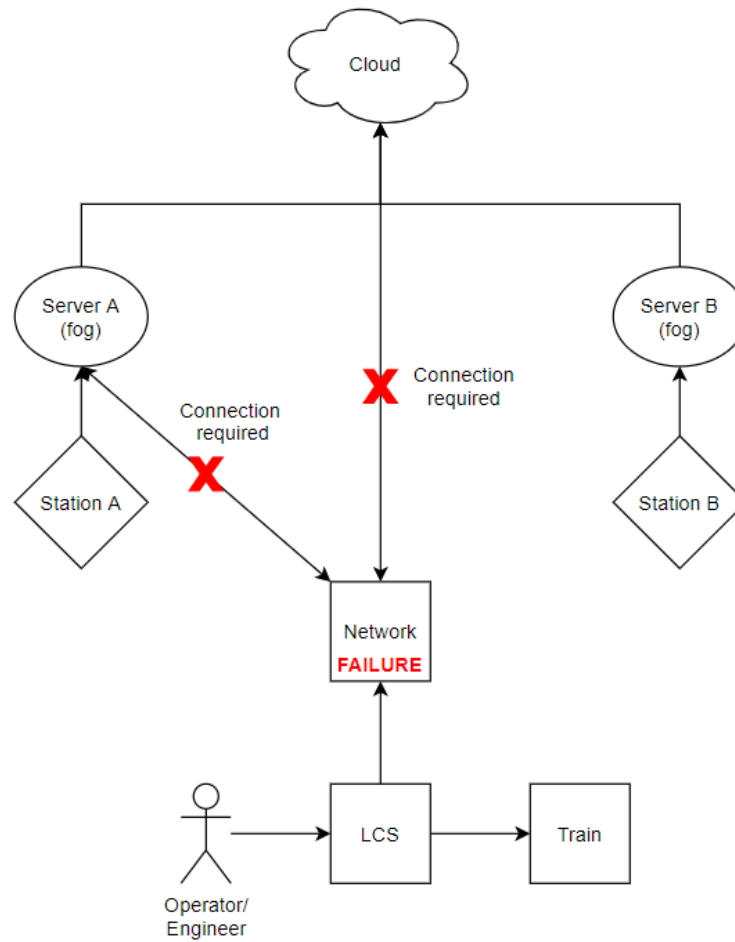 Cloud
Server A
(fog)
Server B
(fog)
Connection
required
X
Connection
required
X
Station A
Station B
Network
FAILURE
LCS
Train
Operator/
Engineer